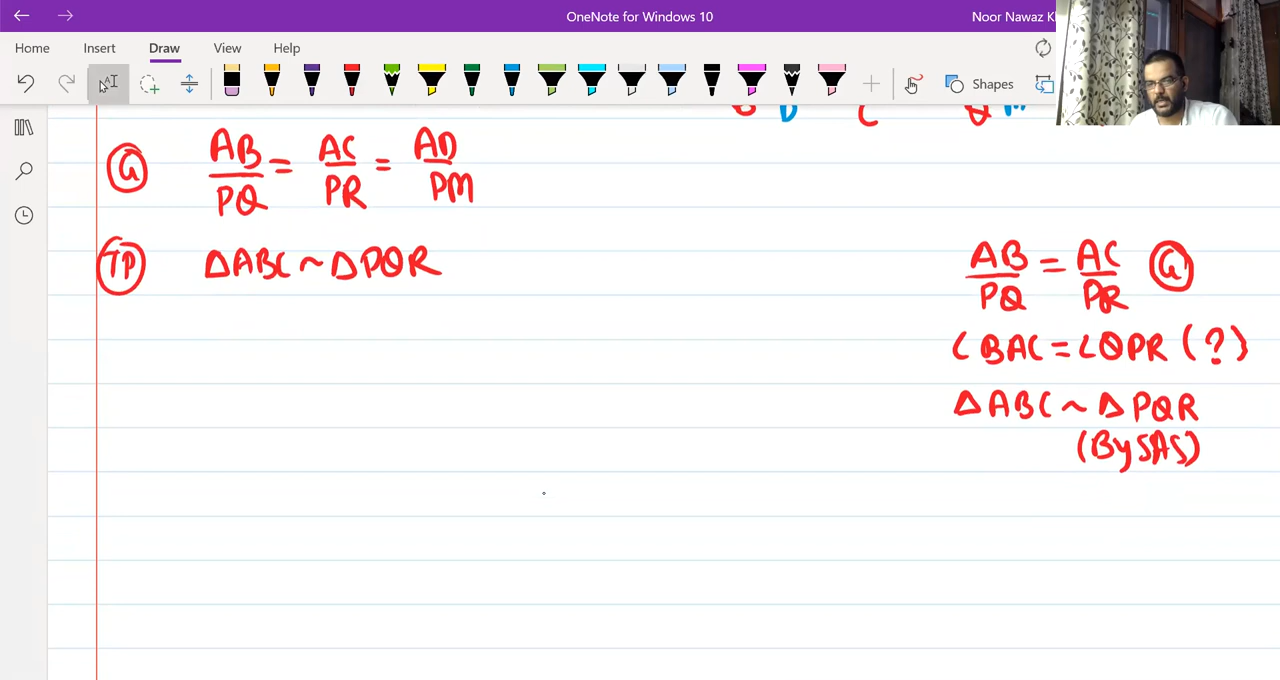 OneNote for Windows 10
Noor Nawaz Kh
Home Insert Draw View Help
Shapes
B D C Q M
G AB/PQ = AC/PR = AD/PM
TP ΔABC ~ ΔPQR
AB/PQ = AC/PR G
∠BAC = ∠QPR (?)
ΔABC ~ ΔPQR
(By SAS)